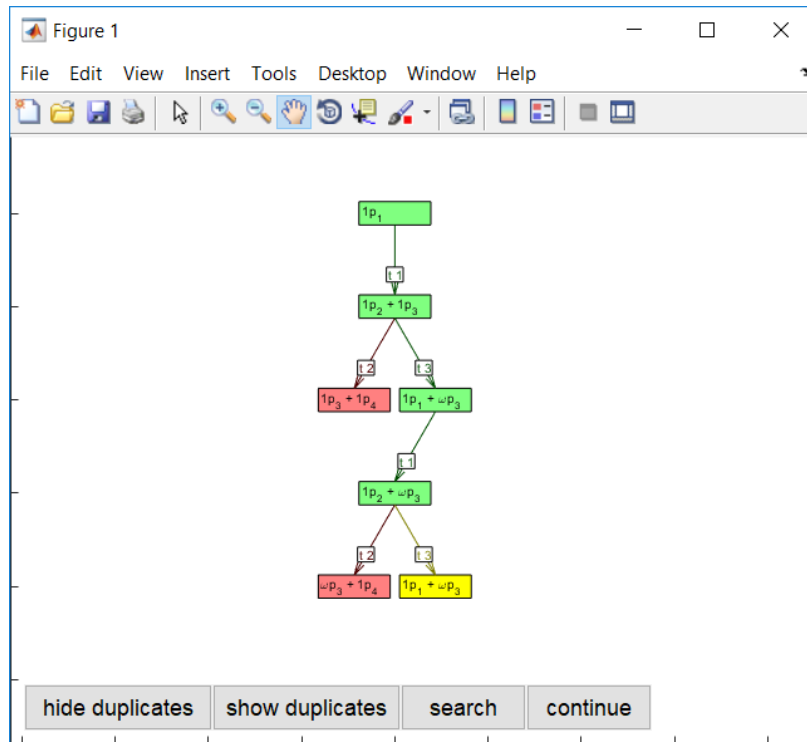 Figure 1
File Edit View Insert Tools Desktop Window Help
1p₁
t 1
1p₂ + 1p₃
t 2 t 3
1p₃ + 1p₄ 1p₁ + ωp₃
t 1
1p₂ + ωp₃
t 2 t 3
ωp₃ + 1p₄ 1p₁ + ωp₃
hide duplicates show duplicates search continue